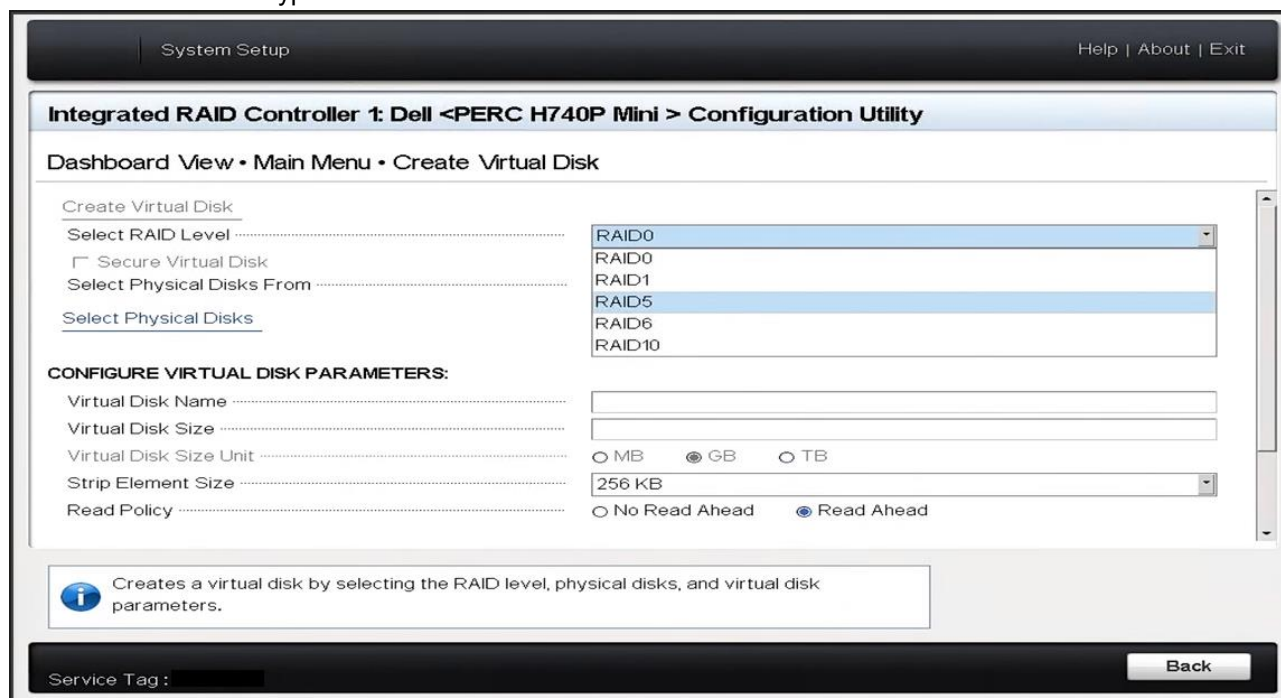 System Setup
Help | About | Exit
Integrated RAID Controller 1: Dell <PERC H740P Mini > Configuration Utility
Dashboard View • Main Menu • Create Virtual Disk
Create Virtual Disk
Select RAID Level
RAID0
Secure Virtual Disk
RAID0
Select Physical Disks From
RAID1
RAID5
Select Physical Disks
RAID6
RAID10
CONFIGURE VIRTUAL DISK PARAMETERS:
Virtual Disk Name
Virtual Disk Size
Virtual Disk Size Unit MB GB TB
Strip Element Size 256 KB
Read Policy No Read Ahead Read Ahead
Creates a virtual disk by selecting the RAID level, physical disks, and virtual disk
parameters.
Service Tag :
Back